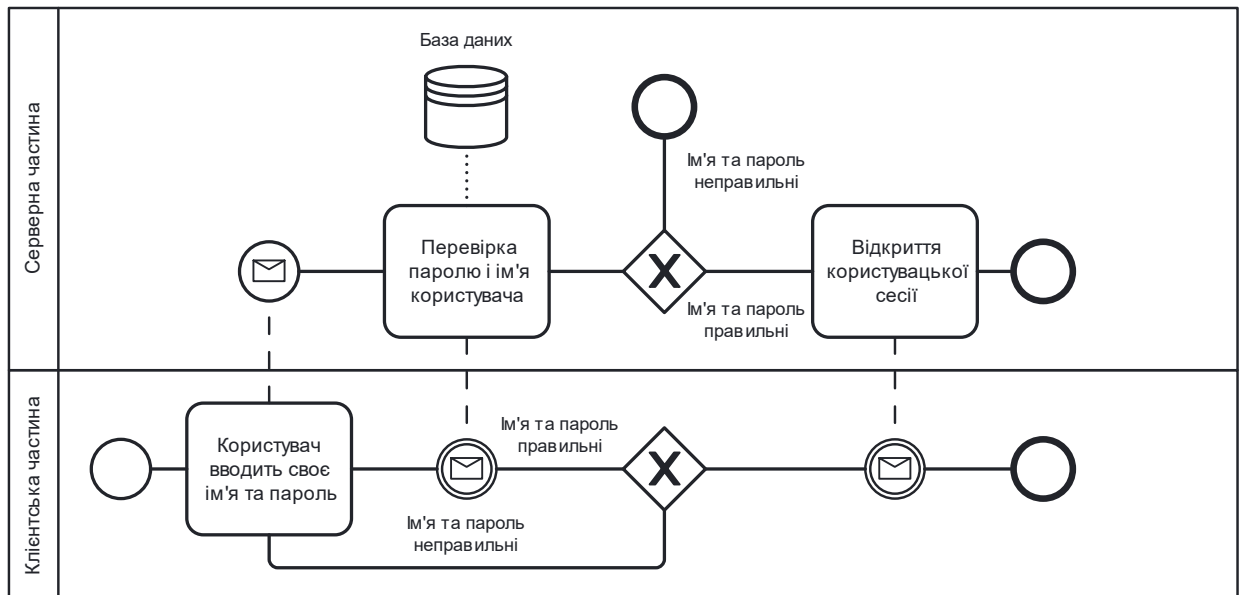 Серверна частина
База даних
Ім'я та пароль
неправильні
Перевірка
паролю і ім'я
користувача
Ім'я та пароль
правильні
Відкриття
користувацької
сесії
Клієнтська частина
Користувач
вводить своє
ім'я та пароль
Ім'я та пароль
правильні
Ім'я та пароль
неправильні